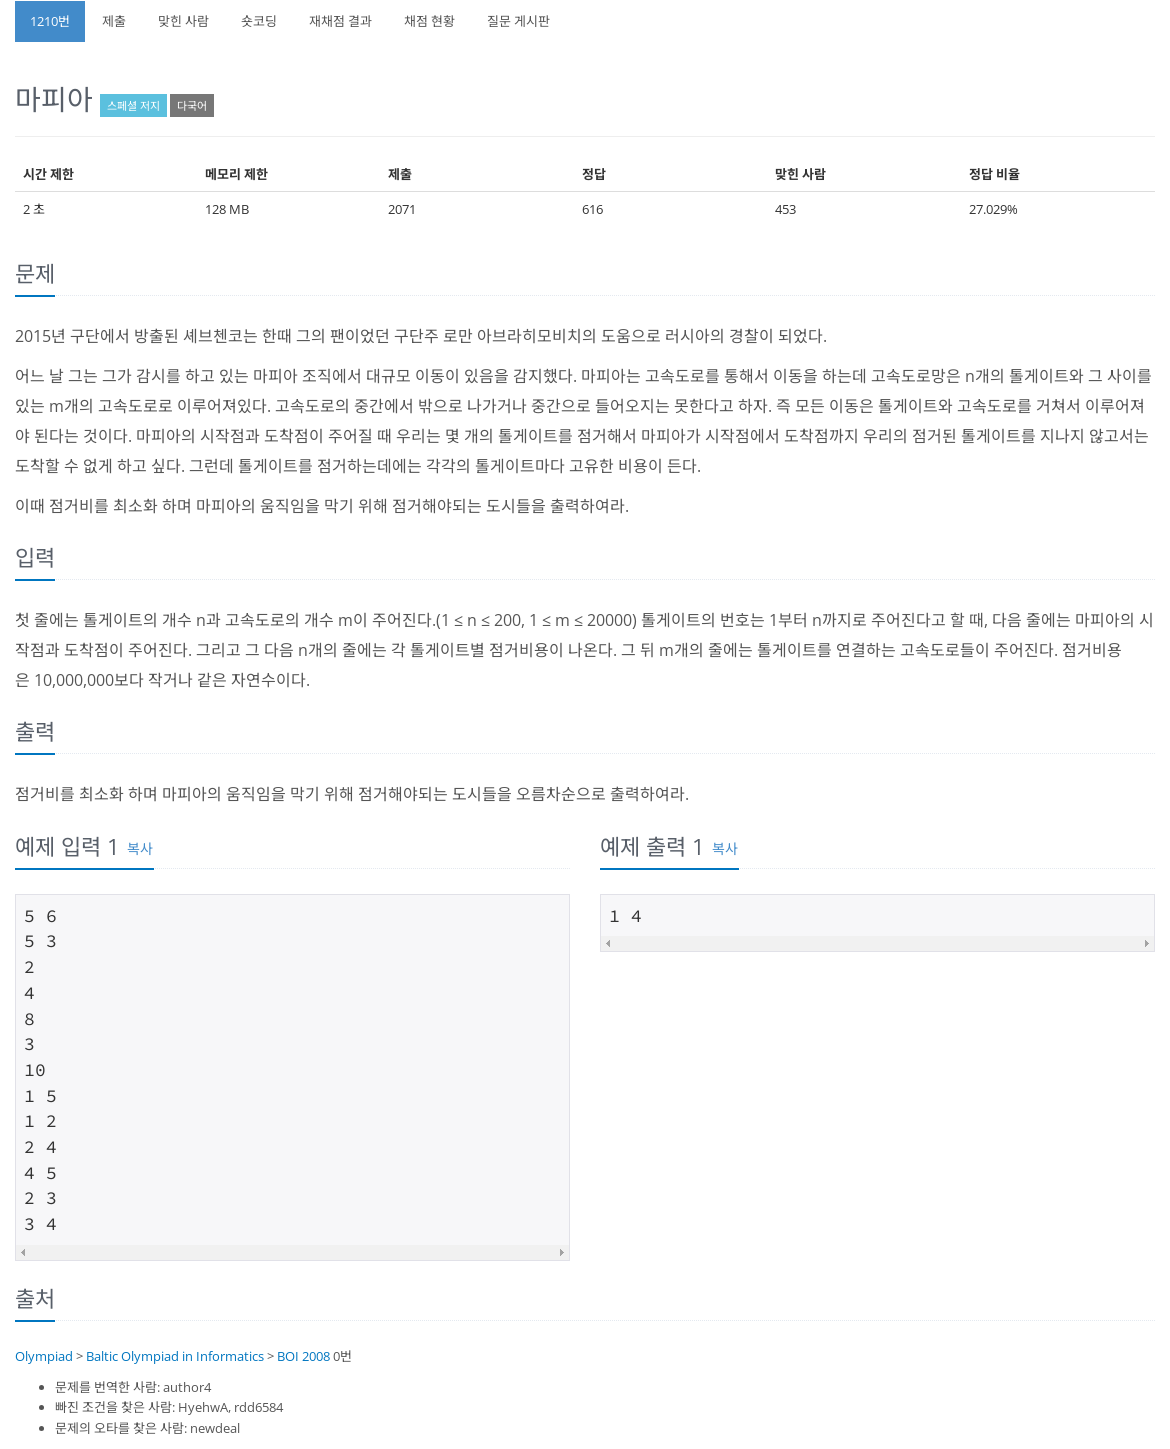 1210번 제출 맞힌 사람 숏코딩 재채점 결과 채점 현황 질문 게시판
마피아 스페셜 저지 다국어
시간 제한 메모리 제한 제출 정답 맞힌 사람 정답 비율
2 초 128 MB 2071 616 453 27.029%
문제
2015년 구단에서 방출된 셰브첸코는 한때 그의 팬이었던 구단주 로만 아브라히모비치의 도움으로 러시아의 경찰이 되었다.
어느 날 그는 그가 감시를 하고 있는 마피아 조직에서 대규모 이동이 있음을 감지했다. 마피아는 고속도로를 통해서 이동을 하는데 고속도로망은 n개의 톨게이트와 그 사이를
있는 m개의 고속도로로 이루어져있다. 고속도로의 중간에서 밖으로 나가거나 중간으로 들어오지는 못한다고 하자. 즉 모든 이동은 톨게이트와 고속도로를 거쳐서 이루어져
야 된다는 것이다. 마피아의 시작점과 도착점이 주어질 때 우리는 몇 개의 톨게이트를 점거해서 마피아가 시작점에서 도착점까지 우리의 점거된 톨게이트를 지나지 않고서는
도착할 수 없게 하고 싶다. 그런데 톨게이트를 점거하는데에는 각각의 톨게이트마다 고유한 비용이 든다.
이때 점거비를 최소화 하며 마피아의 움직임을 막기 위해 점거해야되는 도시들을 출력하여라.
입력
첫 줄에는 톨게이트의 개수 n과 고속도로의 개수 m이 주어진다.(1 ≤ n ≤ 200, 1 ≤ m ≤ 20000) 톨게이트의 번호는 1부터 n까지로 주어진다고 할 때, 다음 줄에는 마피아의 시
작점과 도착점이 주어진다. 그리고 그 다음 n개의 줄에는 각 톨게이트별 점거비용이 나온다. 그 뒤 m개의 줄에는 톨게이트를 연결하는 고속도로들이 주어진다. 점거비용
은 10,000,000보다 작거나 같은 자연수이다.
출력
점거비를 최소화 하며 마피아의 움직임을 막기 위해 점거해야되는 도시들을 오름차순으로 출력하여라.
예제 입력 1 복사
5 6
5 3
2
4
8
3
10
1 5
1 2
2 4
4 5
2 3
3 4
예제 출력 1 복사
1 4
출처
Olympiad > Baltic Olympiad in Informatics > BOI 2008 0번
문제를 번역한 사람: author4
빠진 조건을 찾은 사람: HyehwA, rdd6584
문제의 오타를 찾은 사람: newdeal